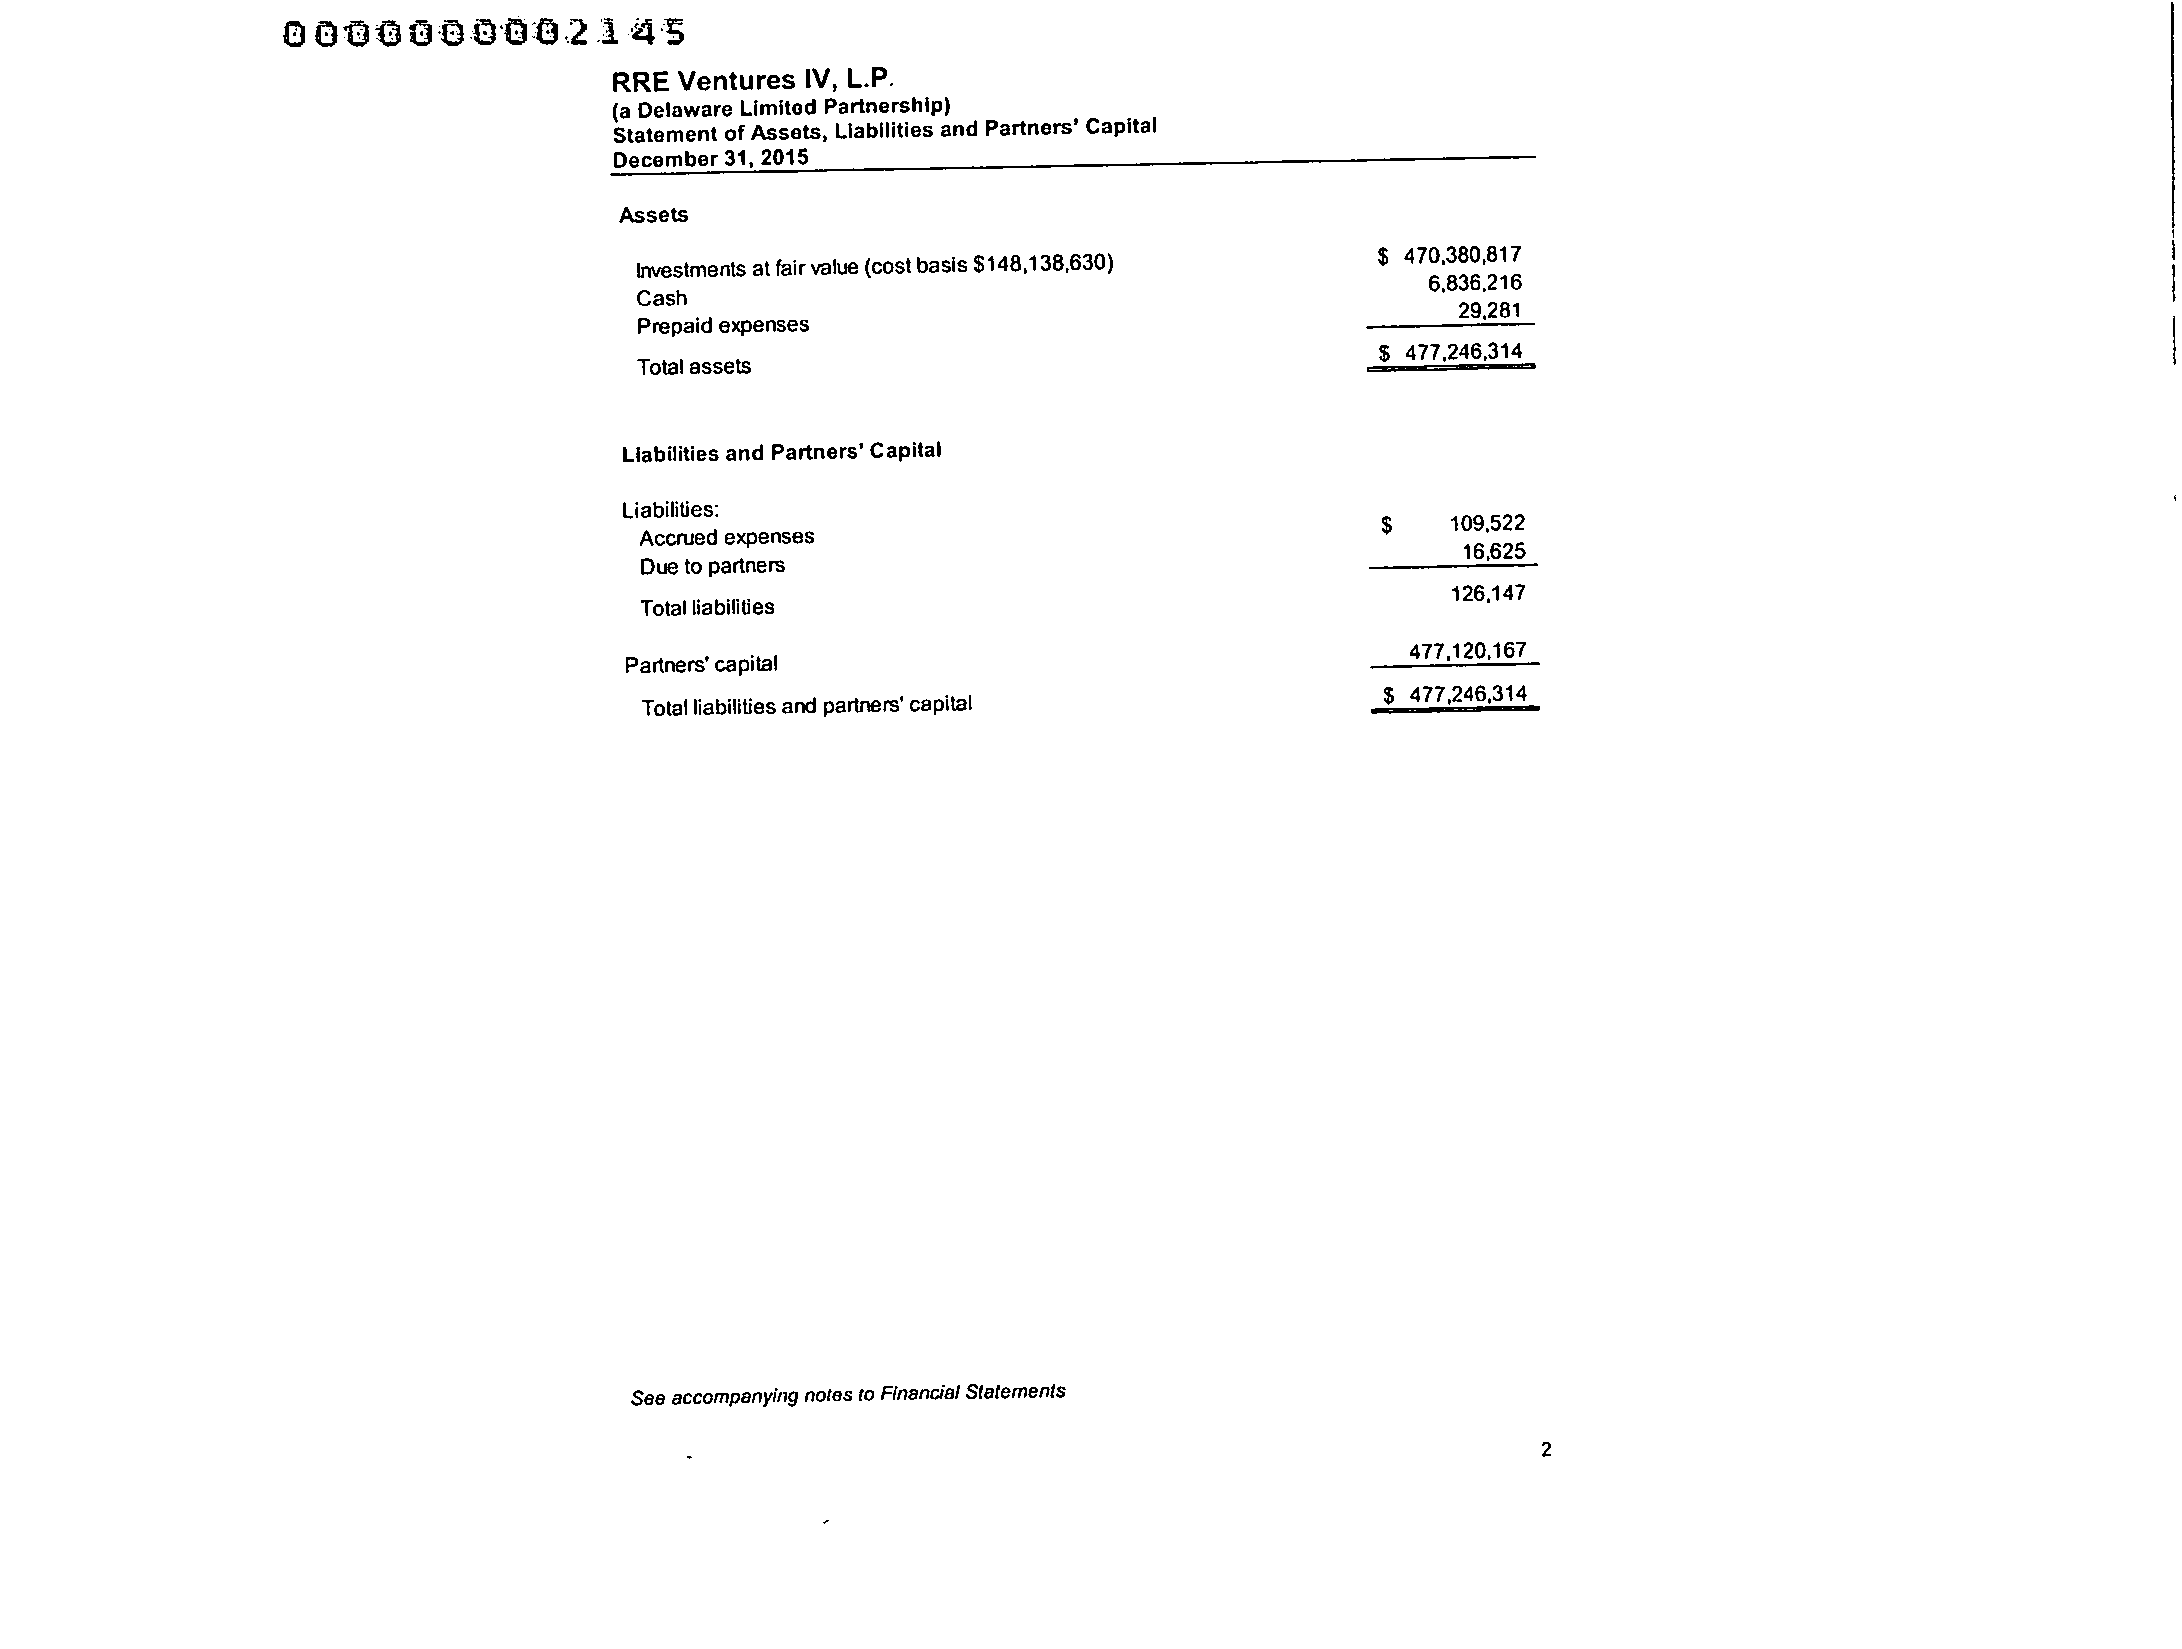 0000000002145
RRE Ventures IV, L.P.
(a Delaware Limited Partnership)
Statement of Assets, Liabilities and Partners' Capital
December 31, 2015
Assets
Investments at fair value (cost basis $148,138,630) $ 470,380,817
Cash 6,836,216
Prepaid expenses 29,281
Total assets $ 477,246,314
Liabilities and Partners' Capital
Liabilities:
Accrued expenses $ 109,522
Due to partners 16,625
Total liabilities 126,147
Partners' capital 477,120,167
Total liabilities and partners' capital $ 477,246,314
See accompanying notes to Financial Statements
2